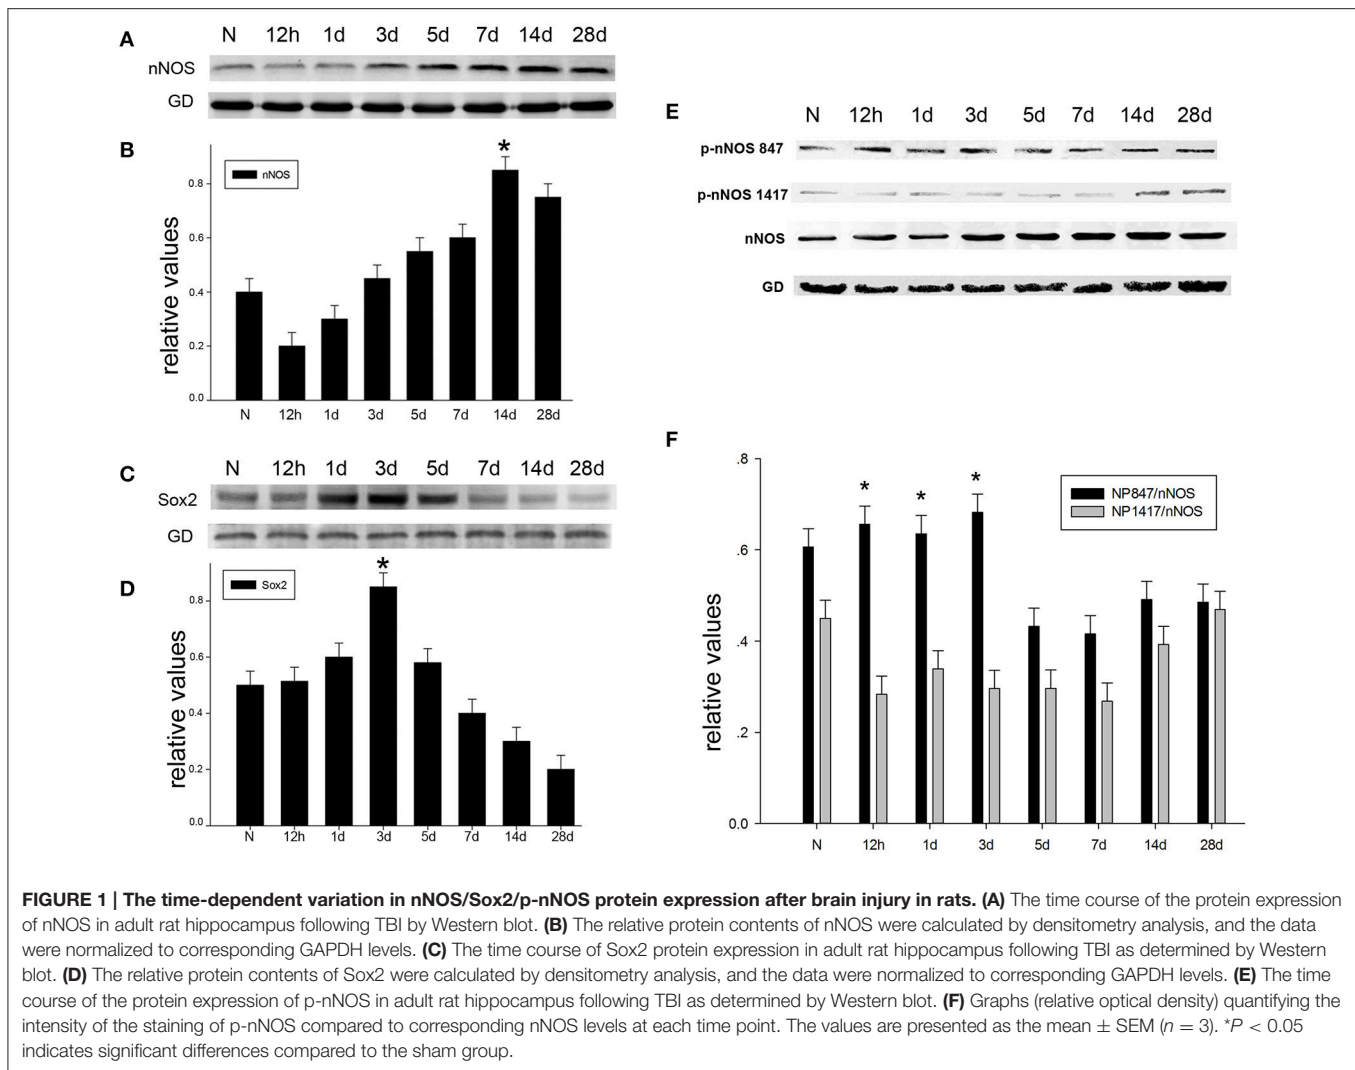 A
N 12h 1d 3d 5d 7d 14d 28d
nNOS
GD
B
*
nNOS
relative values
0.8
0.6
0.4
0.2
0.0
N 12h 1d 3d 5d 7d 14d 28d
C
N 12h 1d 3d 5d 7d 14d 28d
Sox2
GD
D
*
Sox2
relative values
0.8
0.6
0.4
0.2
0.0
N 12h 1d 3d 5d 7d 14d 28d
E
N 12h 1d 3d 5d 7d 14d 28d
p-nNOS 847
p-nNOS 1417
nNOS
GD
F
* * *
NP847/nNOS
NP1417/nNOS
relative values
.8
.6
.4
.2
0.0
N 12h 1d 3d 5d 7d 14d 28d
FIGURE 1 | The time-dependent variation in nNOS/Sox2/p-nNOS protein expression after brain injury in rats. (A) The time course of the protein expression
of nNOS in adult rat hippocampus following TBI by Western blot. (B) The relative protein contents of nNOS were calculated by densitometry analysis, and the data
were normalized to corresponding GAPDH levels. (C) The time course of Sox2 protein expression in adult rat hippocampus following TBI as determined by Western
blot. (D) The relative protein contents of Sox2 were calculated by densitometry analysis, and the data were normalized to corresponding GAPDH levels. (E) The time
course of the protein expression of p-nNOS in adult rat hippocampus following TBI as determined by Western blot. (F) Graphs (relative optical density) quantifying the
intensity of the staining of p-nNOS compared to corresponding nNOS levels at each time point. The values are presented as the mean ± SEM (n = 3). *P < 0.05
indicates significant differences compared to the sham group.